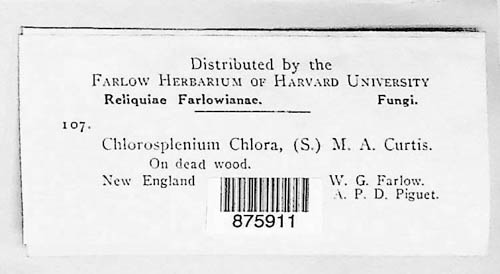 Distributed by the
FARLOW HERBARIUM OF HARVARD UNIVERSITY
Reliquiae Farlowianae. Fungi.
107.
Chlorosplenium Chlora, (S.) M. A. Curtis.
On dead wood.
New England W. G. Farlow.
A. P. D. Piguet.
875911